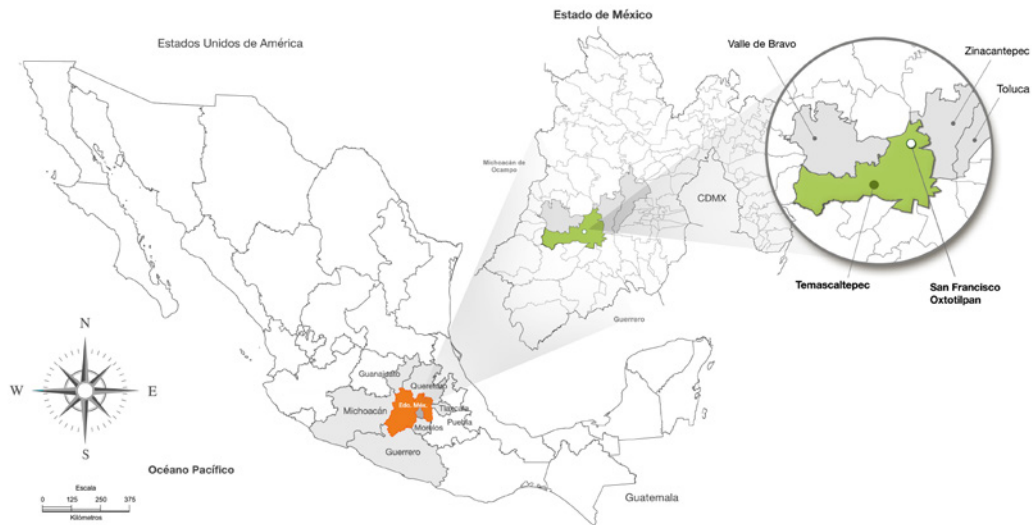 Estado de México
Estados Unidos de América
Valle de Bravo
Zinacantepec
Toluca
Michoacán de
Ocampo
CDMX
Temascaltepec
San Francisco
Oxtotilpan
Guerrero
N
W
E
S
Guanajuato
Querétaro
Edo. Méx.
Michoacán
Tlaxcala
Puebla
Morelos
Guerrero
Océano Pacífico
Guatemala
Escala
0 125 250 375
Kilómetros